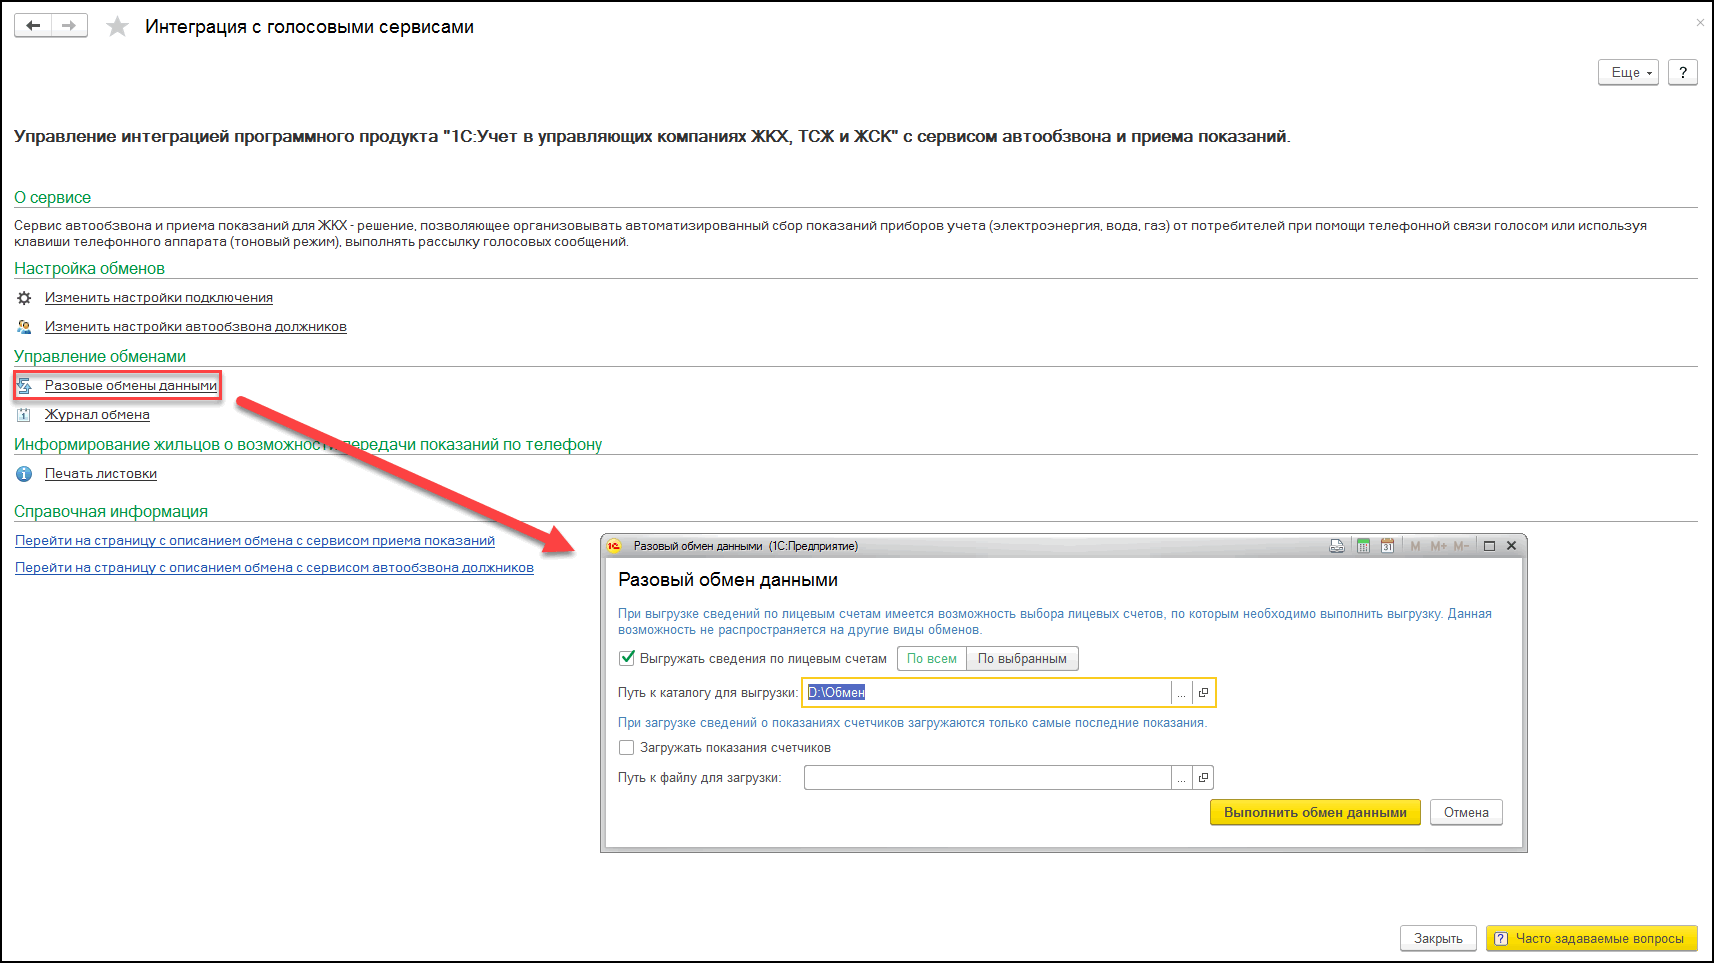 Интеграция с голосовыми сервисами
Еще
?
Управление интеграцией программного продукта "1С:Учет в управляющих компаниях ЖКХ, ТСЖ и ЖСК" с сервисом автообзвона и приема показаний.
О сервисе
Сервис автообзвона и приема показаний для ЖКХ - решение, позволяющее организовывать автоматизированный сбор показаний приборов учета (электроэнергия, вода, газ) от потребителей при помощи телефонной связи голосом или используя
клавиши телефонного аппарата (тоновый режим), выполнять рассылку голосовых сообщений.
Настройка обменов
Изменить настройки подключения
Изменить настройки автообзвона должников
Управление обменами
Разовые обмены данными
Журнал обмена
Информирование жильцов о возможности передачи показаний по телефону
Печать листовки
Справочная информация
Перейти на страницу с описанием обмена с сервисом приема показаний
Перейти на страницу с описанием обмена с сервисом автообзвона должников
Разовый обмен данными (1С:Предприятие)
31 M M+ M-
Разовый обмен данными
При выгрузке сведений по лицевым счетам имеется возможность выбора лицевых счетов, по которым необходимо выполнить выгрузку. Данная
возможность не распространяется на другие виды обменов.
Выгружать сведения по лицевым счетам По всем По выбранным
Путь к каталогу для выгрузки: D:\Обмен ...
При загрузке сведений о показаниях счетчиков загружаются только самые последние показания.
Загружать показания счетчиков
Путь к файлу для загрузки: ...
Выполнить обмен данными Отмена
Закрыть ? Часто задаваемые вопросы